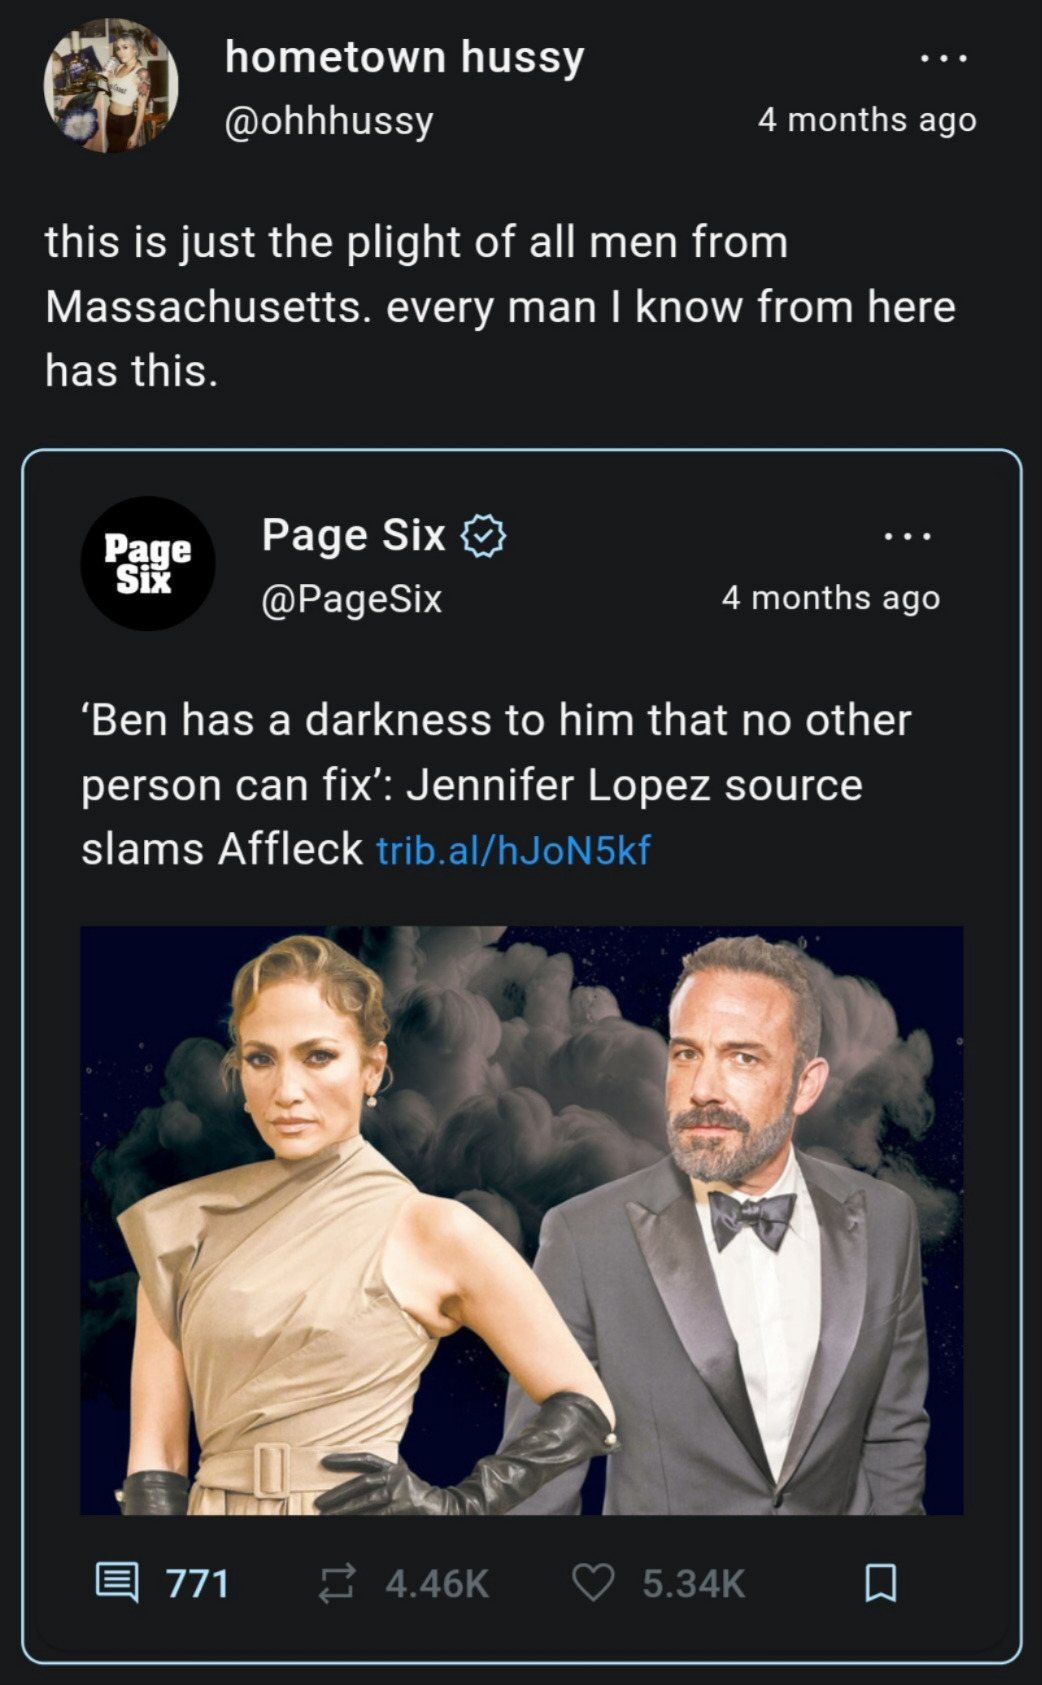 hometown hussy
@ohhhussy
4 months ago
this is just the plight of all men from
Massachusetts. every man I know from here
has this.
Page
Six
Page Six
@PageSix
4 months ago
‘Ben has a darkness to him that no other
person can fix’: Jennifer Lopez source
slams Affleck trib.al/hJoN5kf
771
4.46K
5.34K